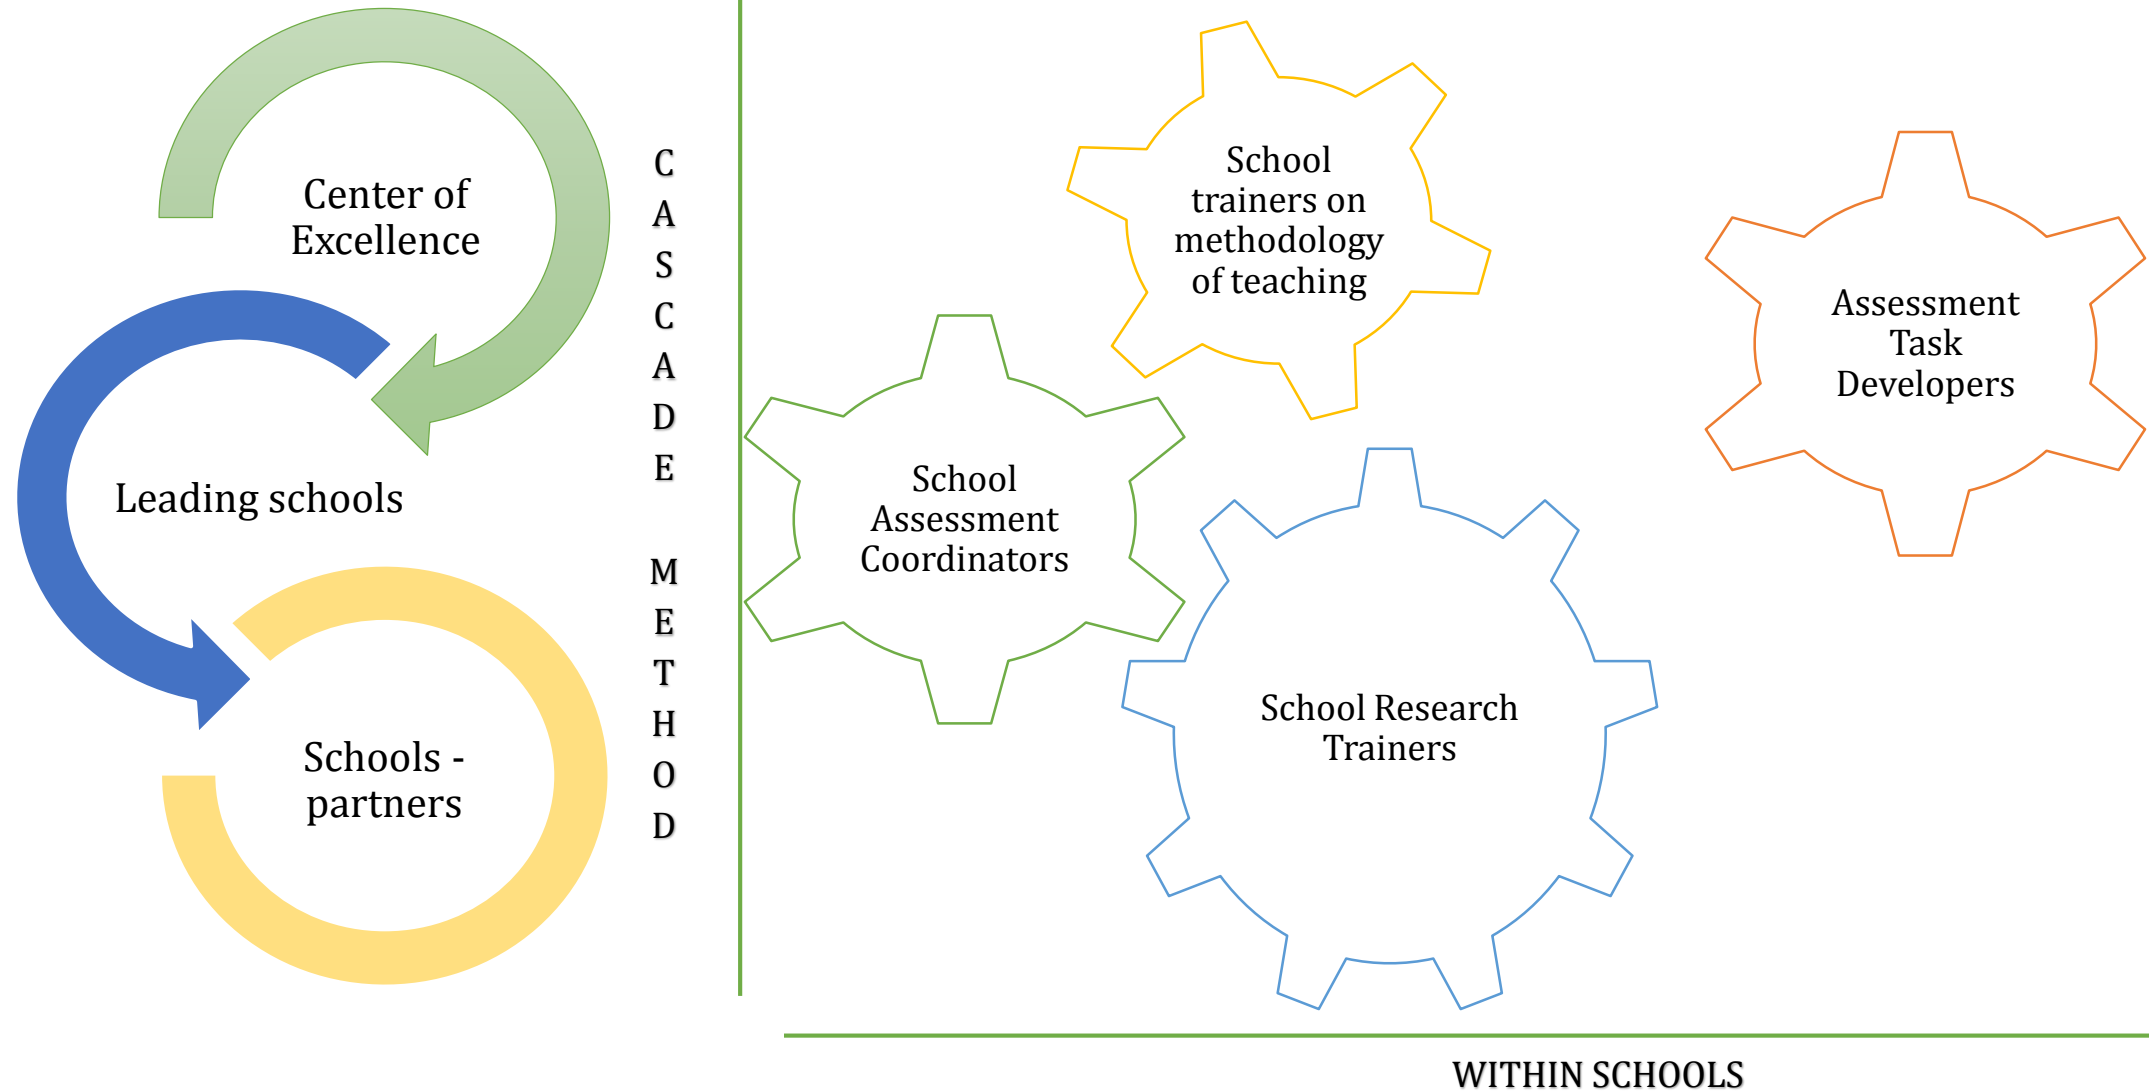 Center of
Excellence
Leading schools
Schools -
partners
C
A
S
C
A
D
E
M
E
T
H
O
D
School
trainers on
methodology
of teaching
Assessment
Task
Developers
School
Assessment
Coordinators
School Research
Trainers
WITHIN SCHOOLS